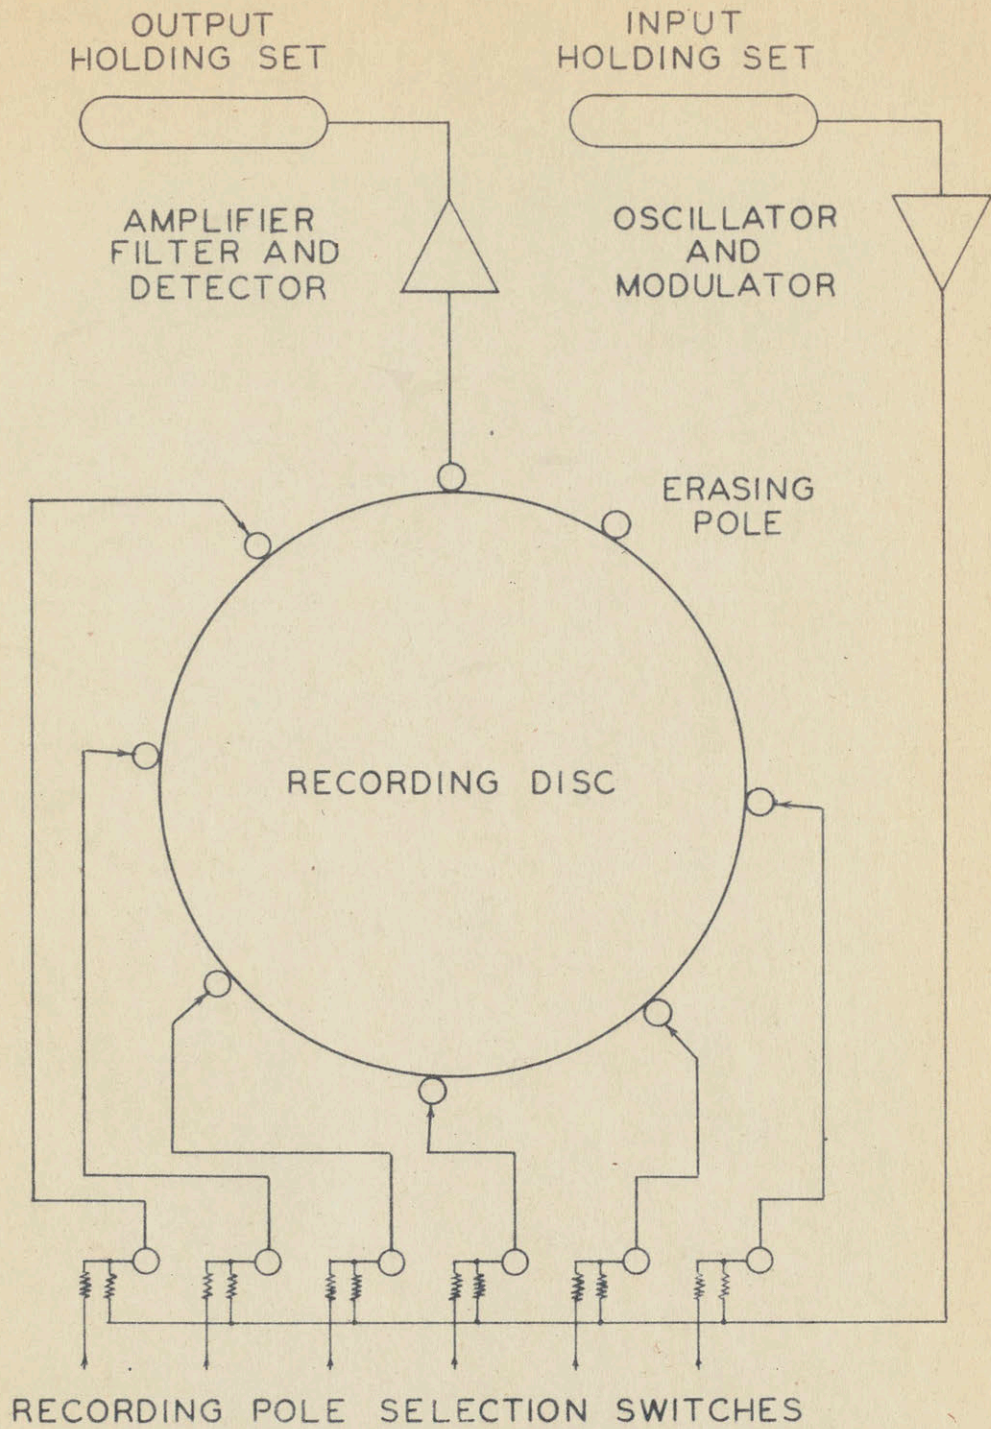 OUTPUT
HOLDING SET
INPUT
HOLDING SET
AMPLIFIER
FILTER AND
DETECTOR
OSCILLATOR
AND
MODULATOR
ERASING
POLE
RECORDING DISC
RECORDING POLE SELECTION SWITCHES